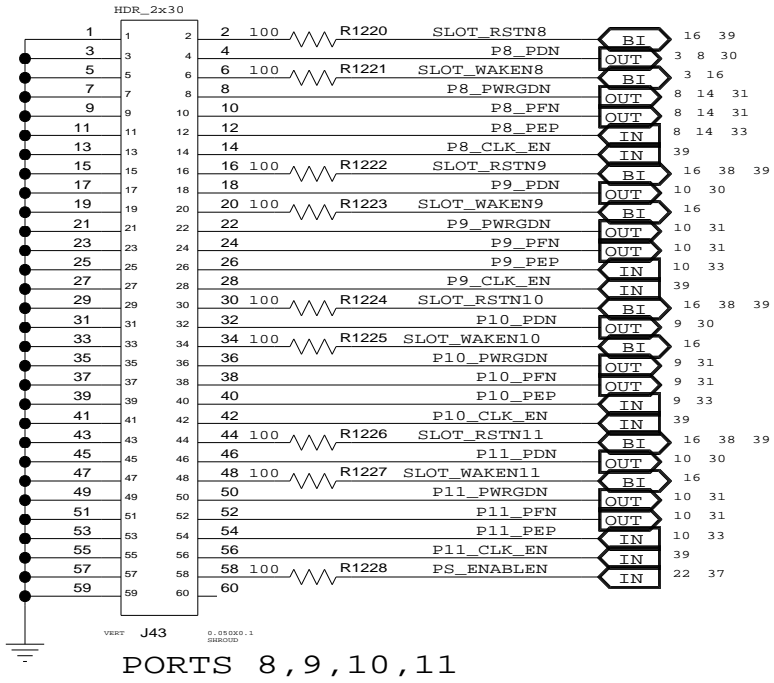 HDR_2x30
1 1 2 2 100 R1220 SLOT_RSTN8 BI 16 39
3 3 4 4 P8_PDN OUT 3 8 30
5 5 6 6 100 R1221 SLOT_WAKEN8 BI 3 16
7 7 8 8 P8_PWRGDN OUT 8 14 31
9 9 10 10 P8_PFN OUT 8 14 31
11 11 12 12 P8_PEP IN 8 14 33
13 13 14 14 P8_CLK_EN IN 39
15 15 16 16 100 R1222 SLOT_RSTN9 BI 16 38 39
17 17 18 18 P9_PDN OUT 10 30
19 19 20 20 100 R1223 SLOT_WAKEN9 BI 16
21 21 22 22 P9_PWRGDN OUT 10 31
23 23 24 24 P9_PFN OUT 10 31
25 25 26 26 P9_PEP IN 10 33
27 27 28 28 P9_CLK_EN IN 39
29 29 30 30 100 R1224 SLOT_RSTN10 BI 16 38 39
31 31 32 32 P10_PDN OUT 9 30
33 33 34 34 100 R1225 SLOT_WAKEN10 BI 16
35 35 36 36 P10_PWRGDN OUT 9 31
37 37 38 38 P10_PFN OUT 9 31
39 39 40 40 P10_PEP IN 9 33
41 41 42 42 P10_CLK_EN IN 39
43 43 44 44 100 R1226 SLOT_RSTN11 BI 16 38 39
45 45 46 46 P11_PDN OUT 10 30
47 47 48 48 100 R1227 SLOT_WAKEN11 BI 16
49 49 50 50 P11_PWRGDN OUT 10 31
51 51 52 52 P11_PFN OUT 10 31
53 53 54 54 P11_PEP IN 10 33
55 55 56 56 P11_CLK_EN IN 39
57 57 58 58 100 R1228 PS_ENABLEN IN 22 37
59 59 60 60
VERT J43 0.050X0.1
SHROUD
PORTS 8,9,10,11